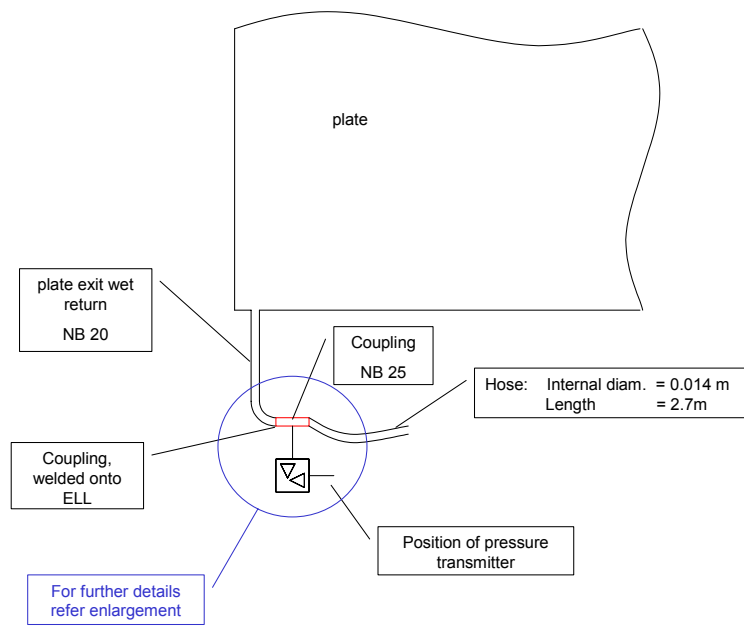 plate
plate exit wet
return
NB 20
Coupling
NB 25
Hose: Internal diam. = 0.014 m
Length = 2.7m
Coupling,
welded onto
ELL
Position of pressure
transmitter
For further details
refer enlargement